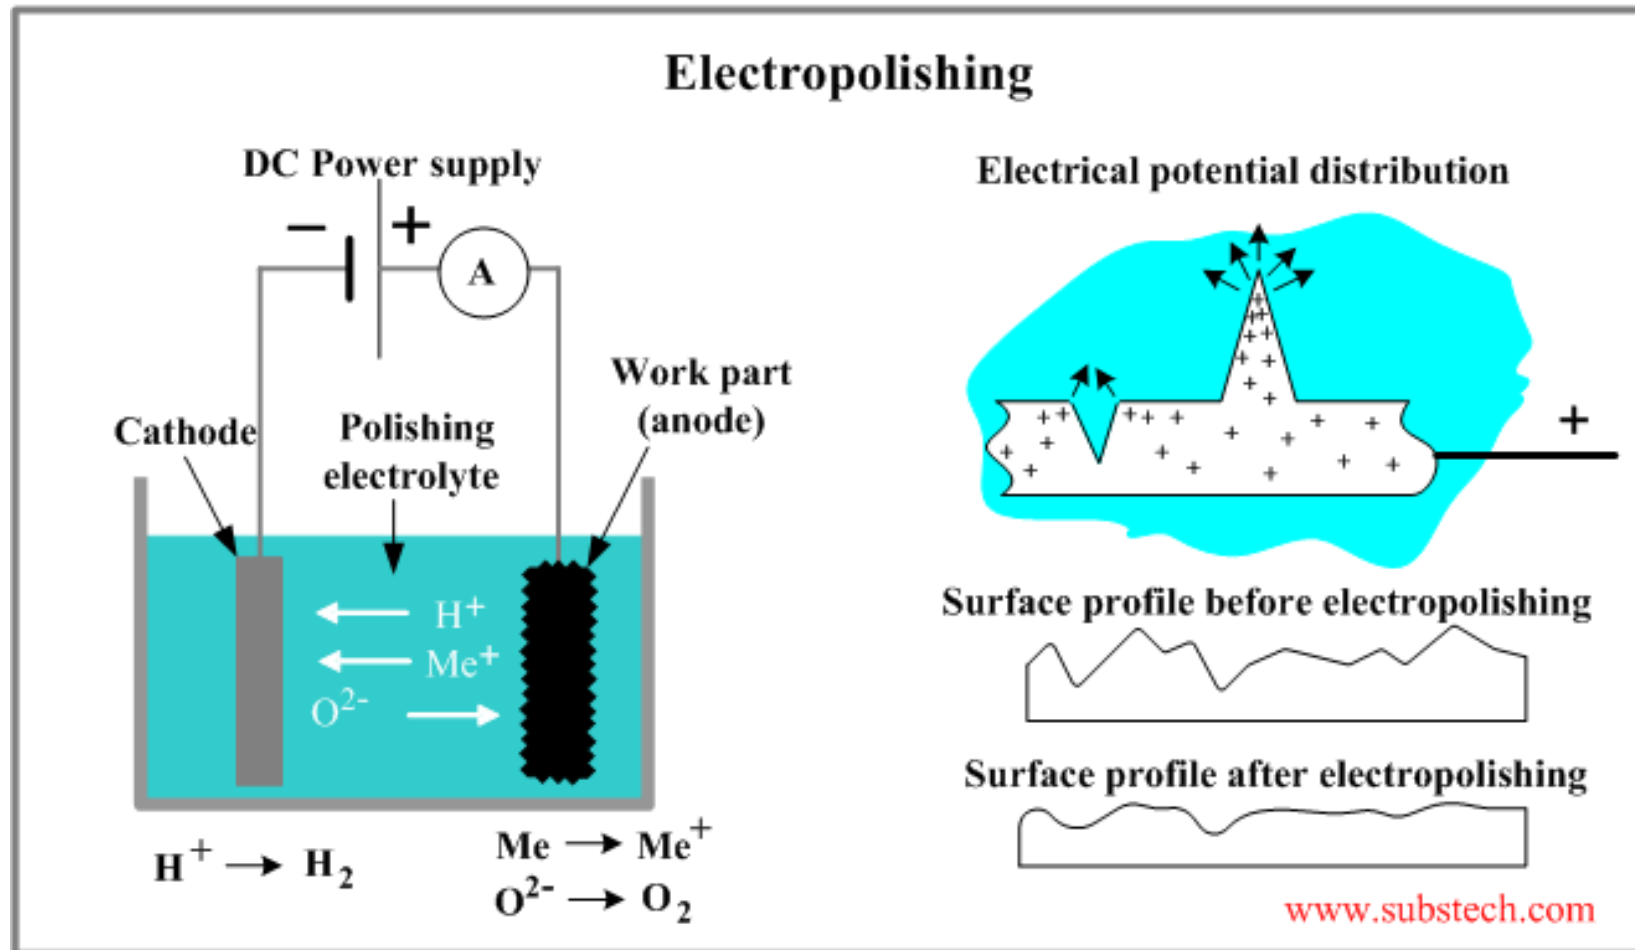 Electropolishing
DC Power supply
− +
A
Cathode
Polishing
electrolyte
Work part
(anode)
H⁺
Me⁺
O²⁻
H⁺ → H₂
Me → Me⁺
O²⁻ → O₂
Electrical potential distribution
+
Surface profile before electropolishing
Surface profile after electropolishing
www.substech.com